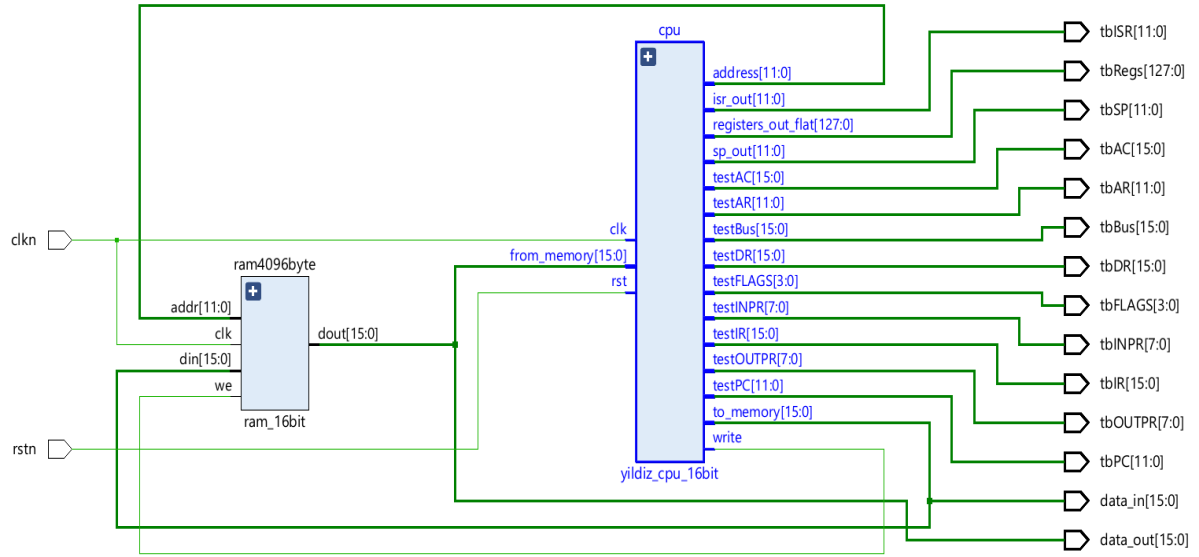 clkn
rstn
ram4096byte
addr[11:0]
clk
din[15:0]
we
dout[15:0]
ram_16bit
cpu
clk
from_memory[15:0]
rst
address[11:0]
isr_out[11:0]
registers_out_flat[127:0]
sp_out[11:0]
testAC[15:0]
testAR[11:0]
testBus[15:0]
testDR[15:0]
testFLAGS[3:0]
testINPR[7:0]
testIR[15:0]
testOUTPR[7:0]
testPC[11:0]
to_memory[15:0]
write
yildiz_cpu_16bit
tbISR[11:0]
tbRegs[127:0]
tbSP[11:0]
tbAC[15:0]
tbAR[11:0]
tbBus[15:0]
tbDR[15:0]
tbFLAGS[3:0]
tbINPR[7:0]
tbIR[15:0]
tbOUTPR[7:0]
tbPC[11:0]
data_in[15:0]
data_out[15:0]